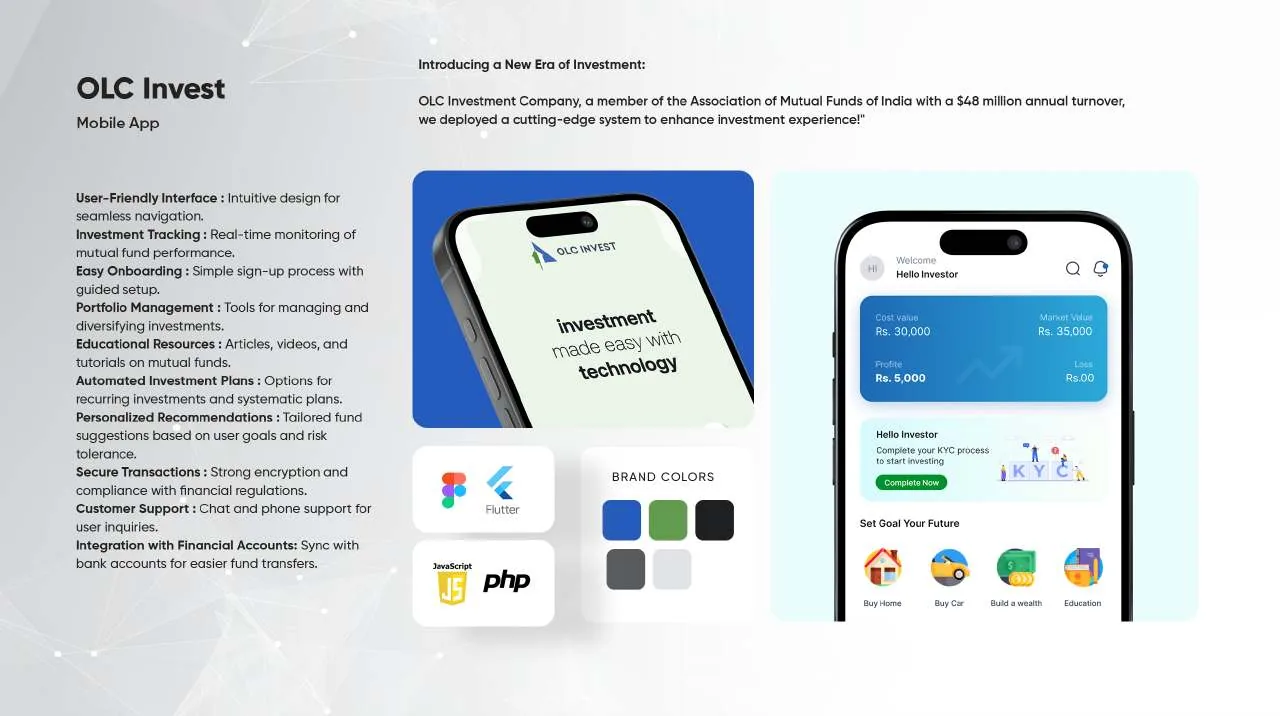 OLC Invest
Mobile App
User-Friendly Interface : Intuitive design for
seamless navigation.
Investment Tracking : Real-time monitoring of
mutual fund performance.
Easy Onboarding : Simple sign-up process with
guided setup.
Portfolio Management : Tools for managing and
diversifying investments.
Educational Resources : Articles, videos, and
tutorials on mutual funds.
Automated Investment Plans : Options for
recurring investments and systematic plans.
Personalized Recommendations : Tailored fund
suggestions based on user goals and risk
tolerance.
Secure Transactions : Strong encryption and
compliance with financial regulations.
Customer Support : Chat and phone support for
user inquiries.
Integration with Financial Accounts: Sync with
bank accounts for easier fund transfers.
Introducing a New Era of Investment:
OLC Investment Company, a member of the Association of Mutual Funds of India with a $48 million annual turnover,
we deployed a cutting-edge system to enhance investment experience!"
OLC INVEST
investment
made easy with
technology
Flutter
JavaScript
JS
php
BRAND COLORS
Hi
Welcome
Hello Investor
Cost value
Market Value
Rs. 30,000
Rs. 35,000
Profite
Loss
Rs. 5,000
Rs.00
Hello Investor
Complete your KYC process
to start investing
Complete Now
KYC
Set Goal Your Future
Buy Home
Buy Car
Build a wealth
Education